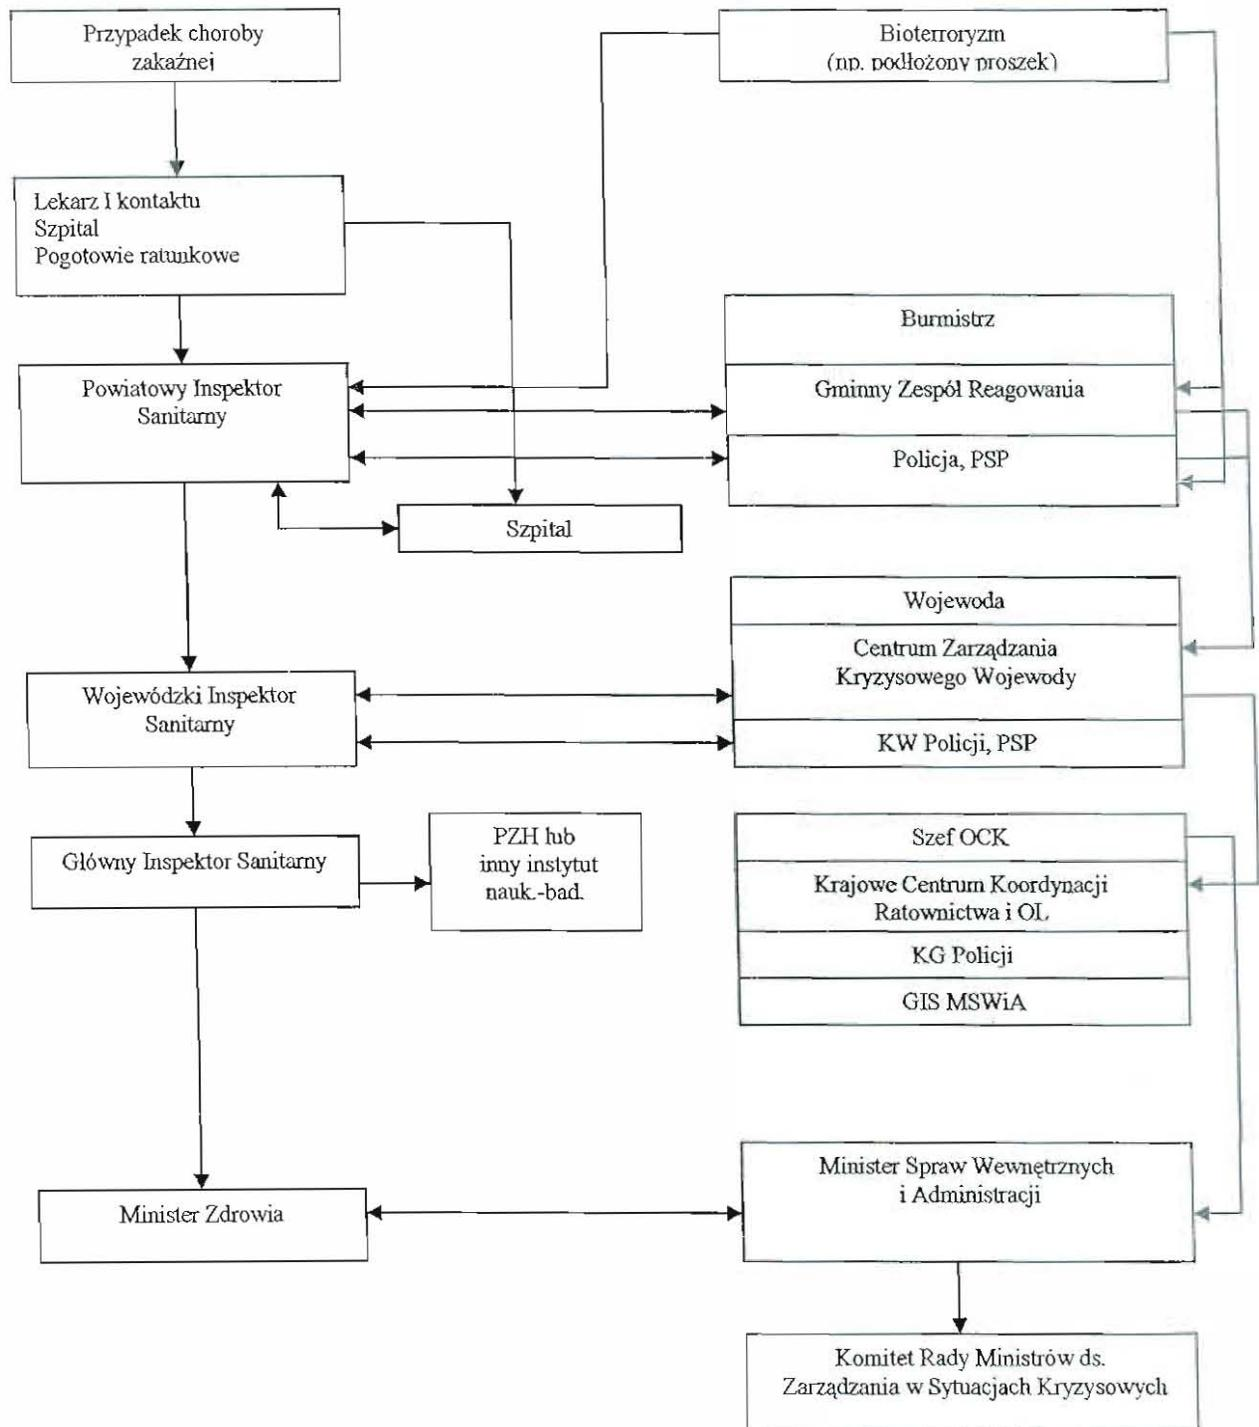 Przypadek choroby
zakaźnej
Bioterroryzm
(np. podłożony proszek)
Lekarz I kontaktu
Szpital
Pogotowie ratunkowe
Burmistrz
Powiatowy Inspektor
Sanitarny
Gminny Zespół Reagowania
Policja, PSP
Szpital
Wojewoda
Centrum Zarządzania
Kryzysowego Wojewody
Wojewódzki Inspektor
Sanitarny
KW Policji, PSP
Główny Inspektor Sanitarny
PZH lub
inny instytut
nauk.-bad.
Szef OCK
Krajowe Centrum Koordynacji
Ratownictwa i OL
KG Policji
GIS MSWiA
Minister Zdrowia
Minister Spraw Wewnętrznych
i Administracji
Komitet Rady Ministrów ds.
Zarządzania w Sytuacjach Kryzysowych